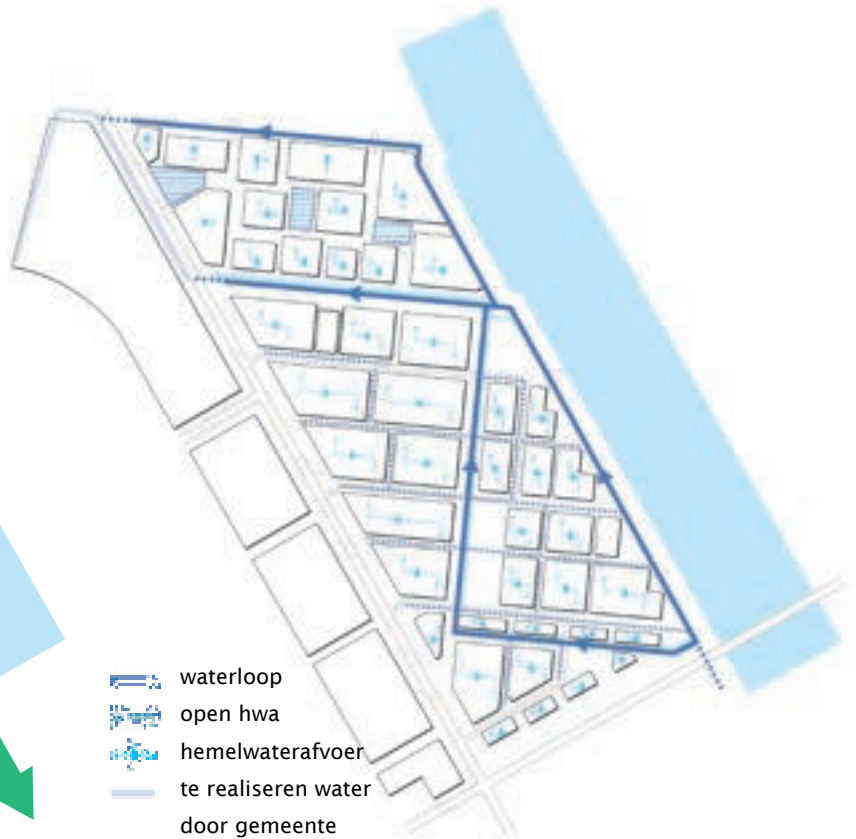 waterloop
open hwa
hemelwaterafvoer
te realiseren water
door gemeente